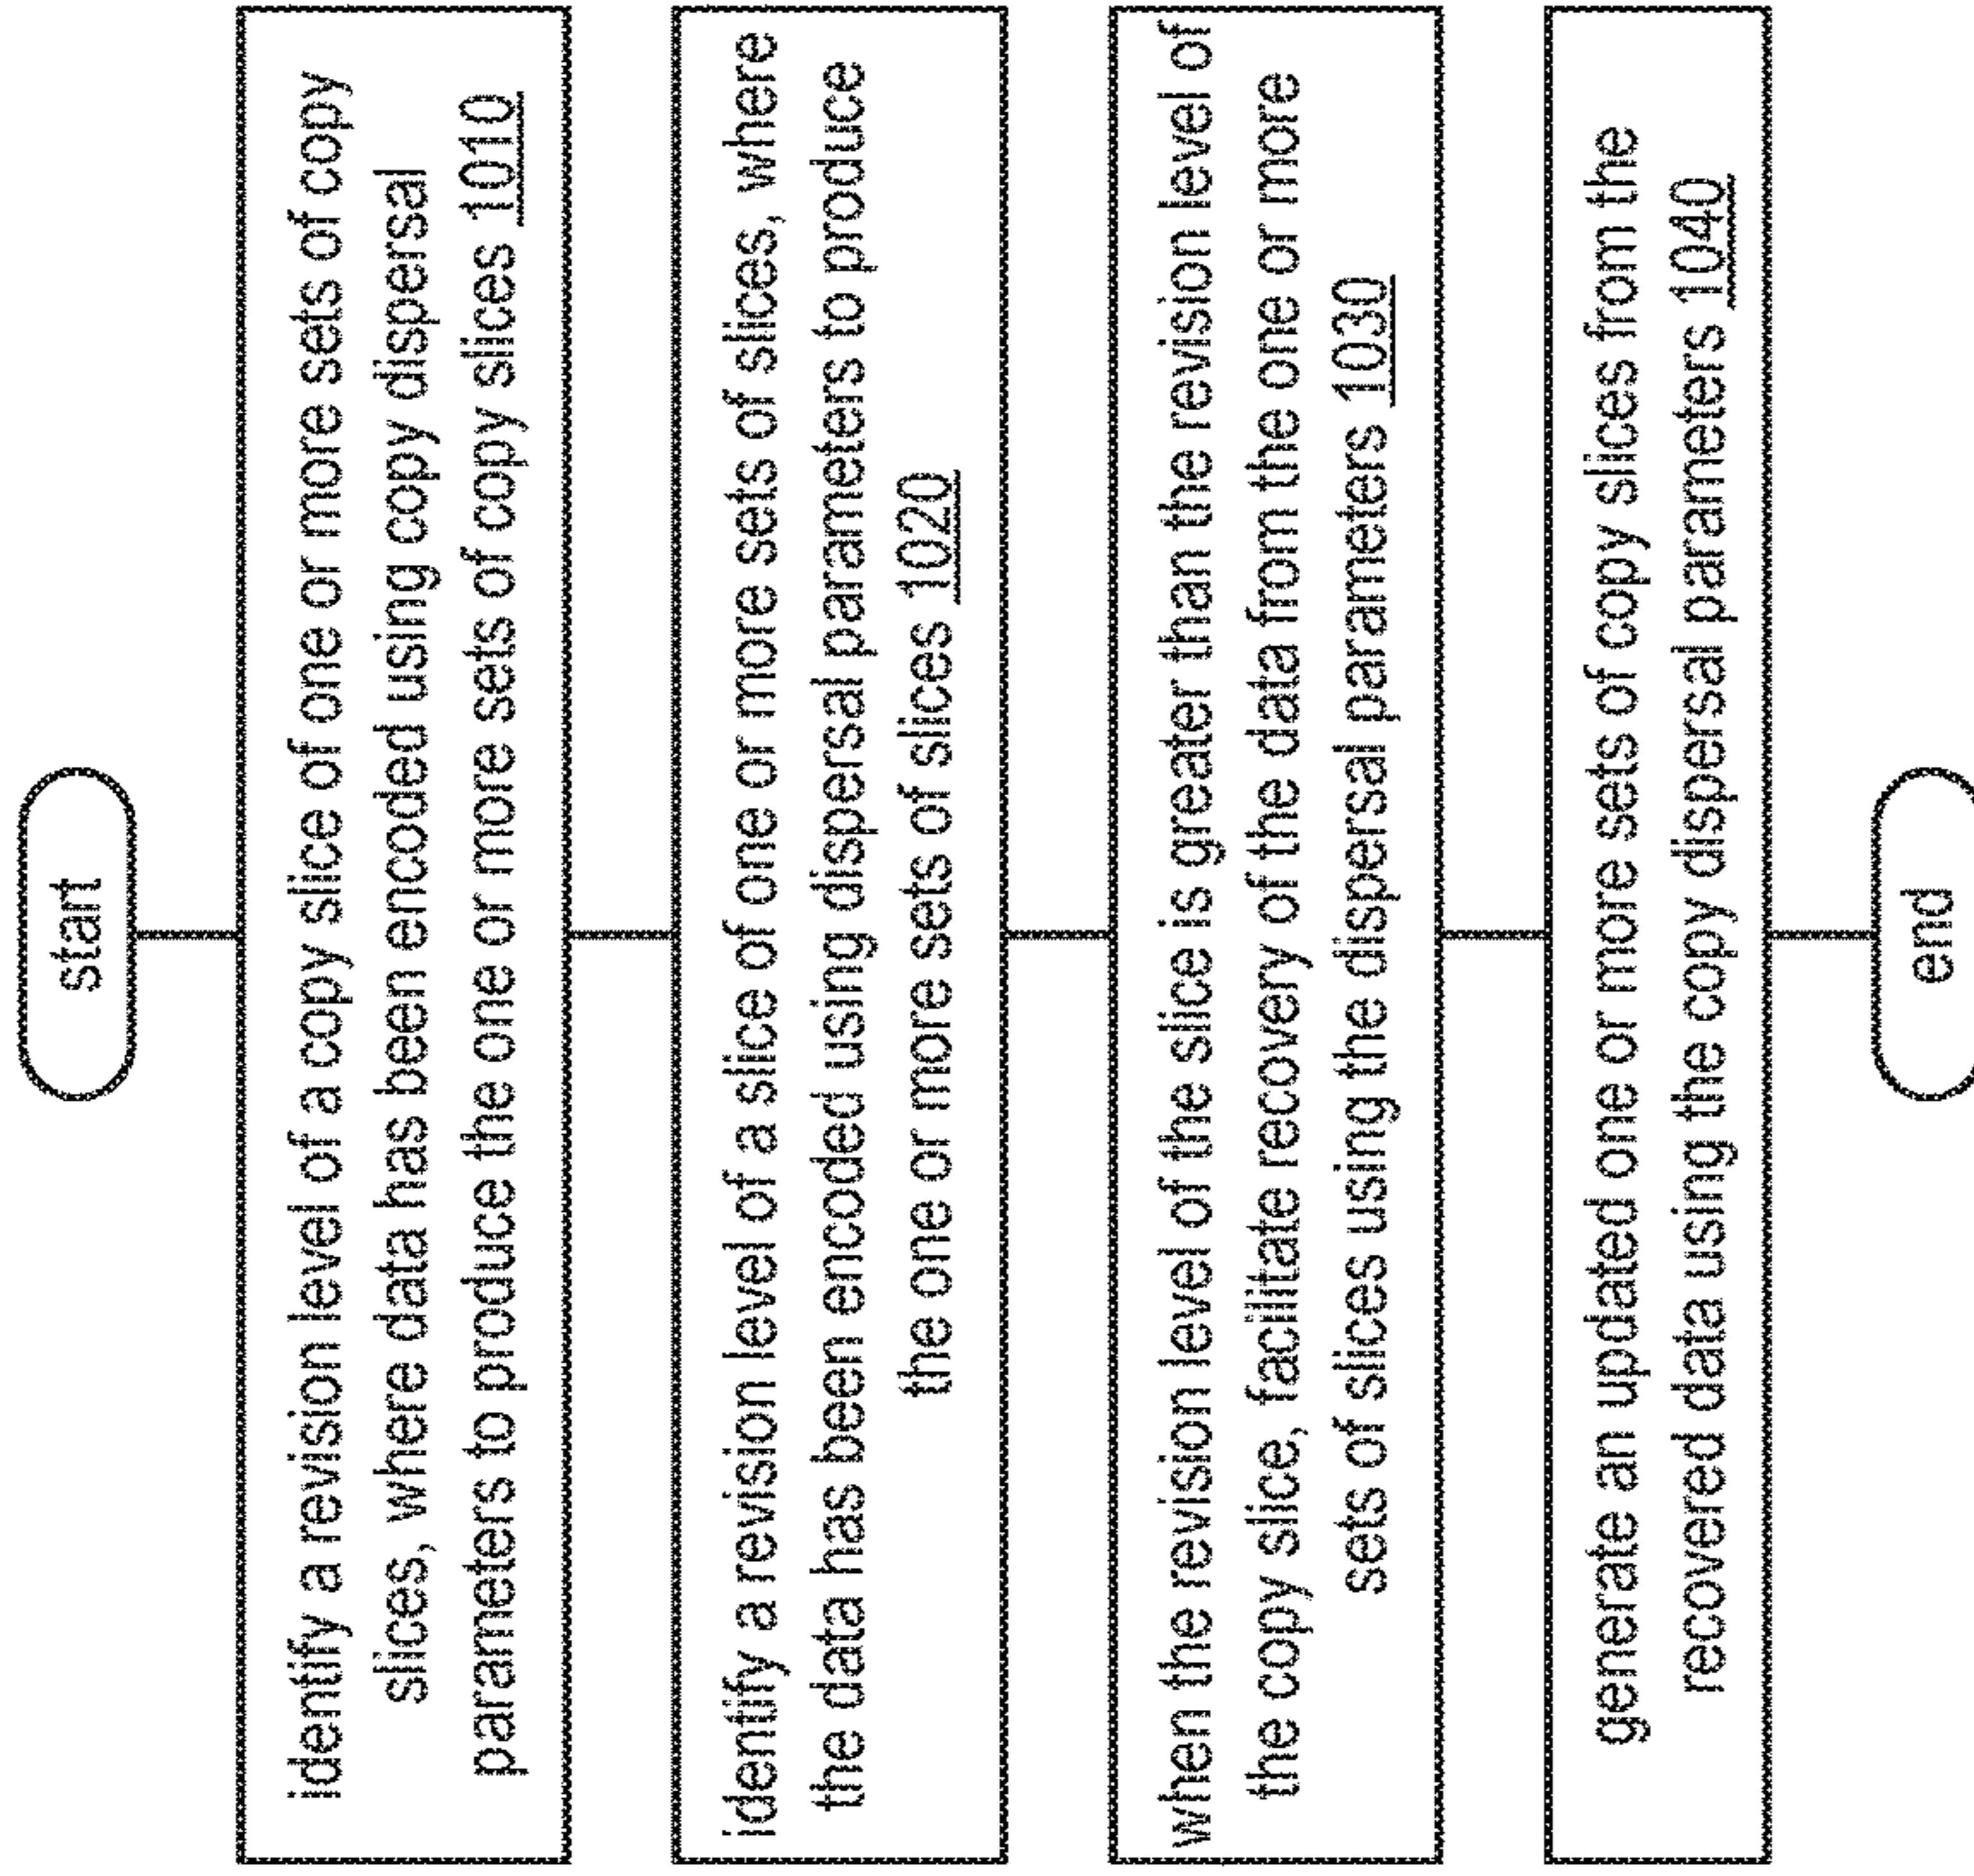 start
identify a revision level of a copy slice of one or more sets of copy
slices, where data has been encoded using copy dispersal
parameters to produce the one or more sets of copy slices 1010
identify a revision level of a slice of one or more sets of slices, where
the data has been encoded using dispersal parameters to produce
the one or more sets of slices 1020
when the revision level of the slice is greater than the revision level of
the copy slice, facilitate recovery of the data from the one or more
sets of slices using the dispersal parameters 1030
generate an updated one or more sets of copy slices from the
recovered data using the copy dispersal parameters 1040
end